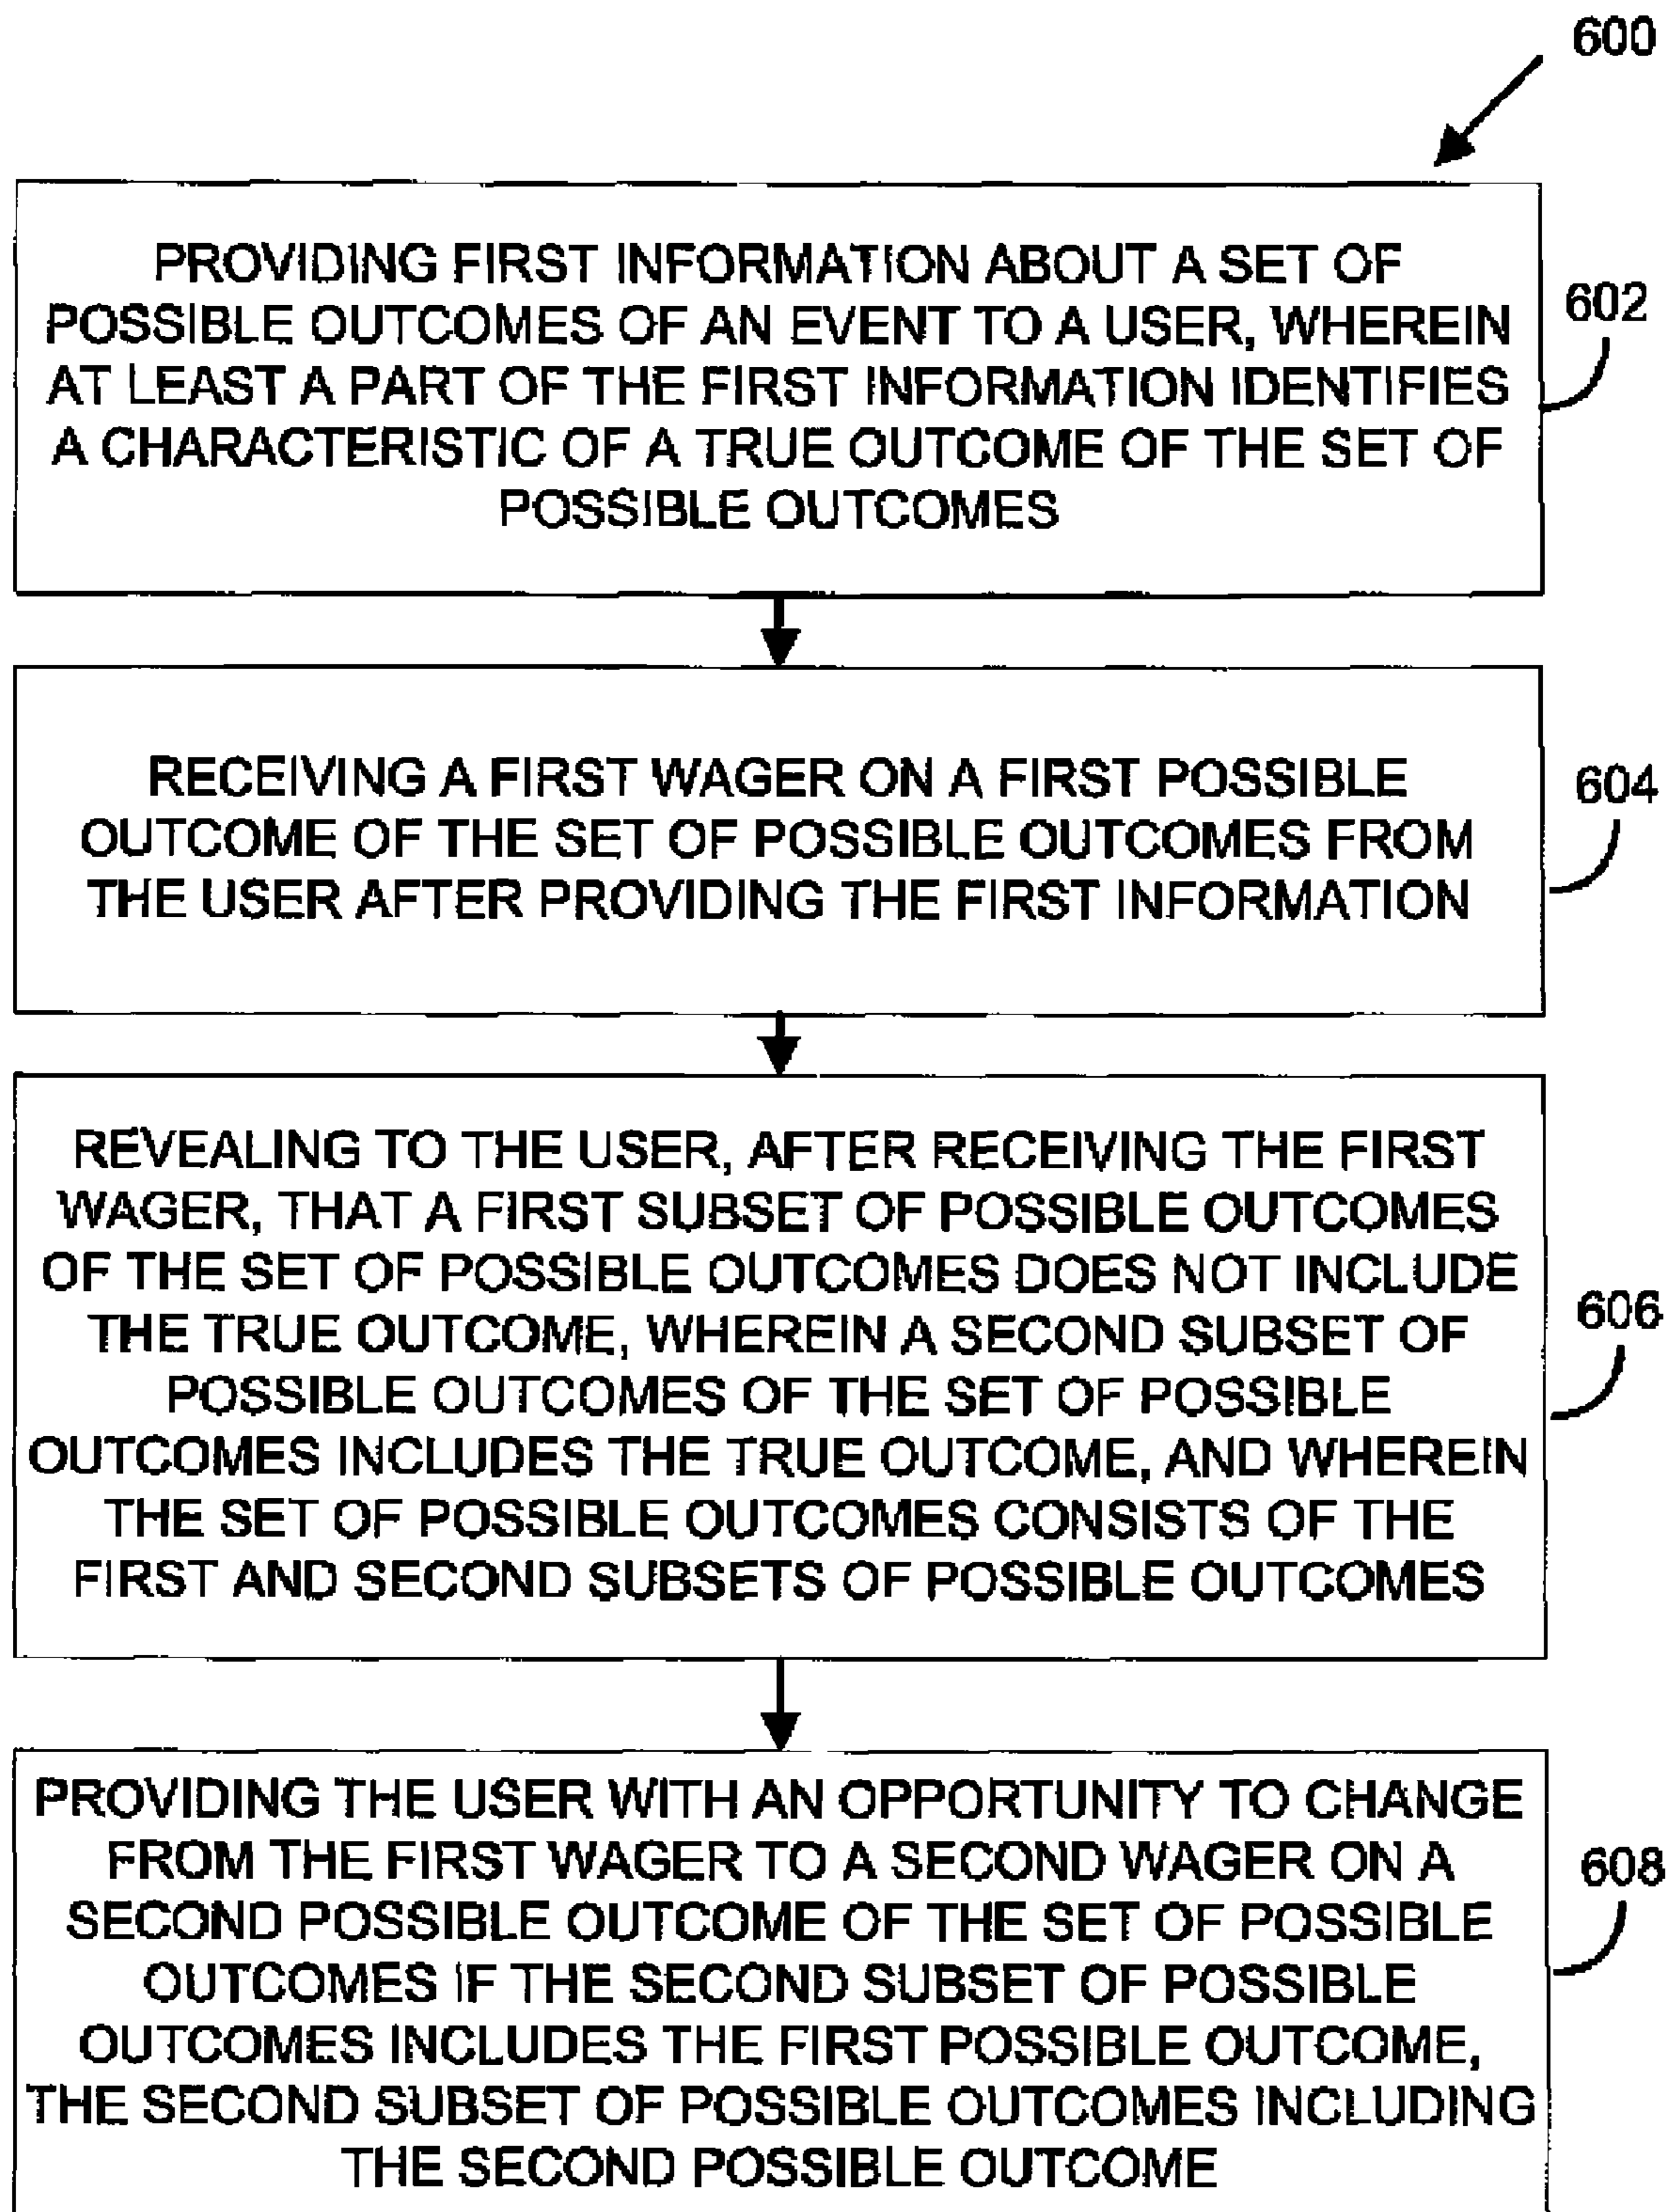 600
PROVIDING FIRST INFORMATION ABOUT A SET OF
POSSIBLE OUTCOMES OF AN EVENT TO A USER, WHEREIN
AT LEAST A PART OF THE FIRST INFORMATION IDENTIFIES
A CHARACTERISTIC OF A TRUE OUTCOME OF THE SET OF
POSSIBLE OUTCOMES
602
RECEIVING A FIRST WAGER ON A FIRST POSSIBLE
OUTCOME OF THE SET OF POSSIBLE OUTCOMES FROM
THE USER AFTER PROVIDING THE FIRST INFORMATION
604
REVEALING TO THE USER, AFTER RECEIVING THE FIRST
WAGER, THAT A FIRST SUBSET OF POSSIBLE OUTCOMES
OF THE SET OF POSSIBLE OUTCOMES DOES NOT INCLUDE
THE TRUE OUTCOME, WHEREIN A SECOND SUBSET OF
POSSIBLE OUTCOMES OF THE SET OF POSSIBLE
OUTCOMES INCLUDES THE TRUE OUTCOME, AND WHEREIN
THE SET OF POSSIBLE OUTCOMES CONSISTS OF THE
FIRST AND SECOND SUBSETS OF POSSIBLE OUTCOMES
606
PROVIDING THE USER WITH AN OPPORTUNITY TO CHANGE
FROM THE FIRST WAGER TO A SECOND WAGER ON A
SECOND POSSIBLE OUTCOME OF THE SET OF POSSIBLE
OUTCOMES IF THE SECOND SUBSET OF POSSIBLE
OUTCOMES INCLUDES THE FIRST POSSIBLE OUTCOME,
THE SECOND SUBSET OF POSSIBLE OUTCOMES INCLUDING
THE SECOND POSSIBLE OUTCOME
608